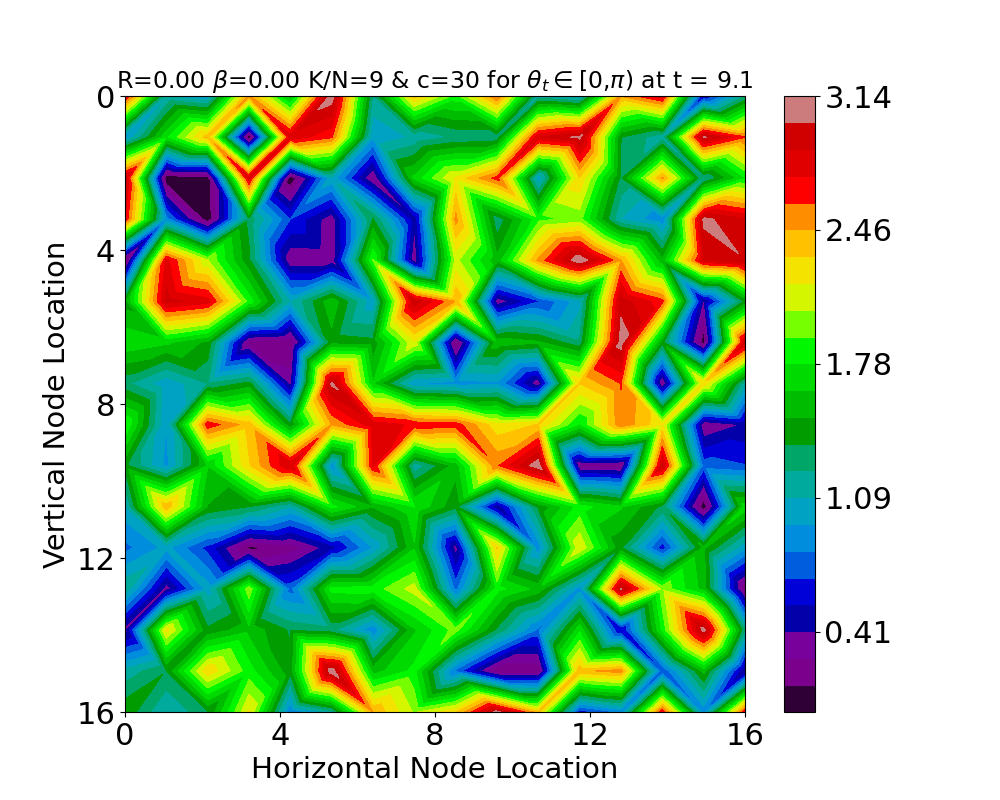 R=0.00 β=0.00 K/N=9 & c=30 for θₜ ∈ [0,π) at t = 9.1
0
4
8
12
16
Vertical Node Location
0 4 8 12 16
Horizontal Node Location
3.14
2.46
1.78
1.09
0.41